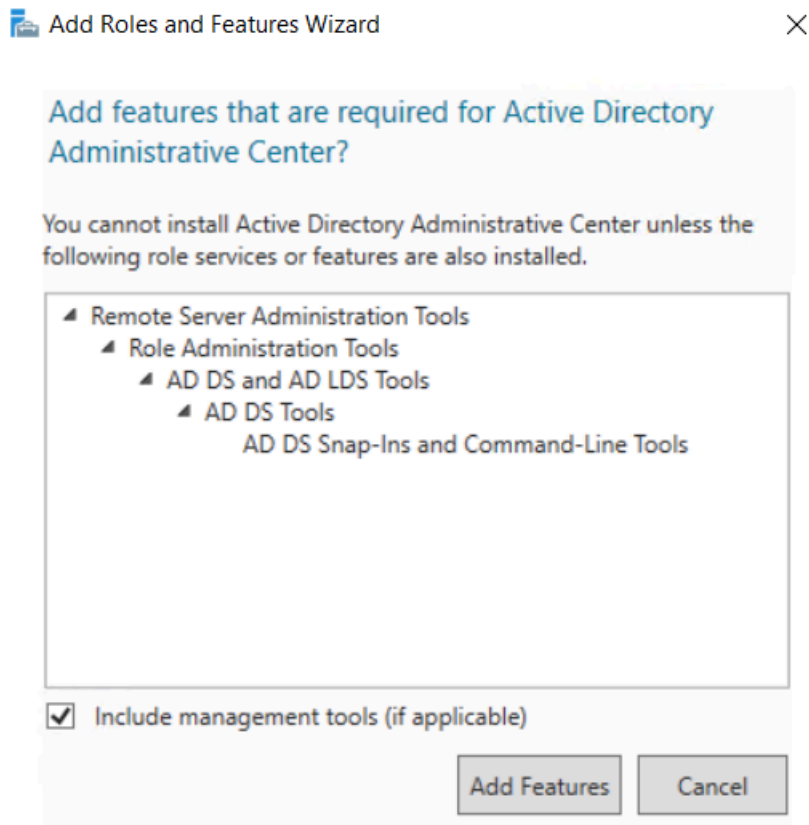 Add Roles and Features Wizard
Add features that are required for Active Directory
Administrative Center?
You cannot install Active Directory Administrative Center unless the
following role services or features are also installed.
Remote Server Administration Tools
Role Administration Tools
AD DS and AD LDS Tools
AD DS Tools
AD DS Snap-Ins and Command-Line Tools
Include management tools (if applicable)
Add Features Cancel